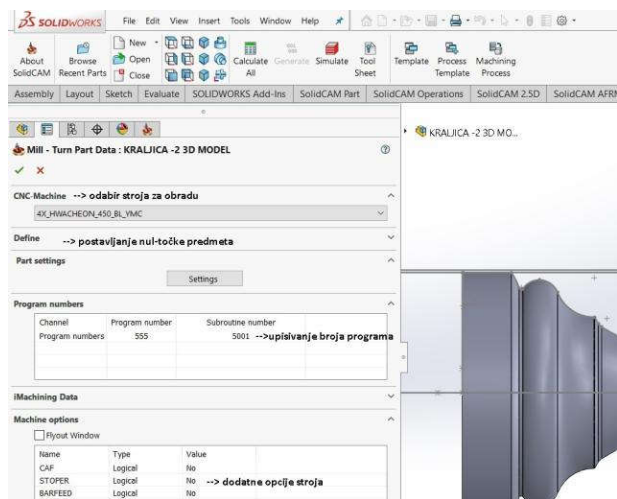 SOLIDWORKS File Edit View Insert Tools Window Help
About SolidCAM
Browse Recent Parts
New
Open
Close
Calculate All
Generate
Simulate
Tool Sheet
Template
Process Template
Machining Process
Assembly Layout Sketch Evaluate SOLIDWORKS Add-Ins SolidCAM Part SolidCAM Operations SolidCAM 2.5D SolidCAM AFRM
Mill - Turn Part Data : KRALJICA -2 3D MODEL
KRALJICA -2 3D MO...
CNC-Machine --> odabir stroja za obradu
4X_HWACHEON_450_BL_YMC
Define --> postavljanje nul-točke predmeta
Part settings
Settings
Program numbers
Channel Program number Subroutine number
Program numbers 555 5001 -->upisivanje broja programa
iMachining Data
Machine options
Flyout Window
Name Type Value
CAF Logical No
STOPER Logical No --> dodatne opcije stroja
BARFEED Logical No